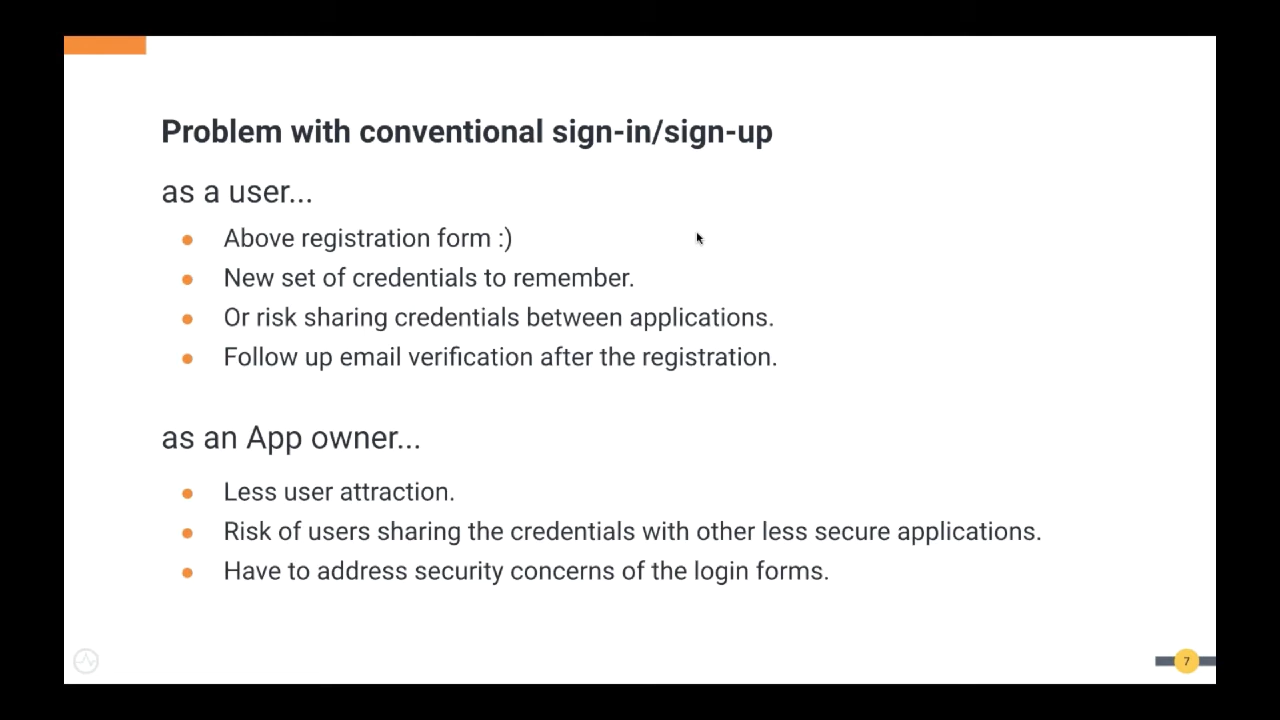 Problem with conventional sign-in/sign-up
as a user...
Above registration form :)
New set of credentials to remember.
Or risk sharing credentials between applications.
Follow up email verification after the registration.
as an App owner...
Less user attraction.
Risk of users sharing the credentials with other less secure applications.
Have to address security concerns of the login forms.
7